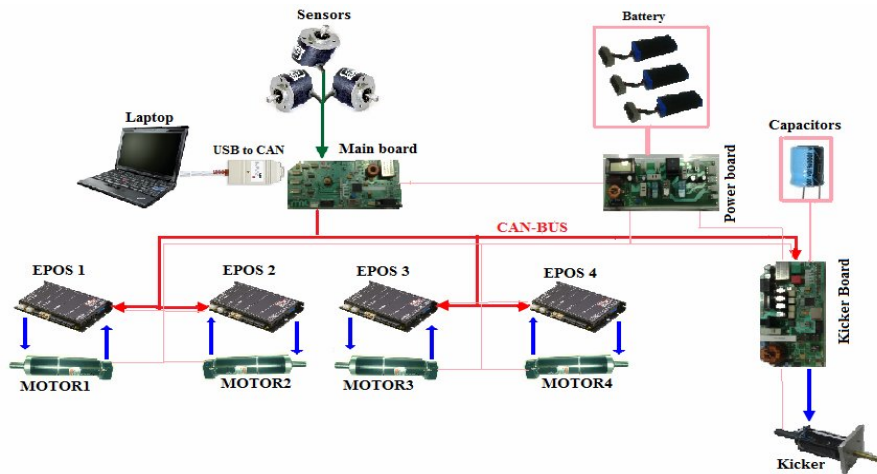 Sensors
Battery
Laptop
USB to CAN
Main board
Capacitors
Power board
CAN-BUS
EPOS 1
EPOS 2
EPOS 3
EPOS 4
Kicker Board
MOTOR1
MOTOR2
MOTOR3
MOTOR4
Kicker